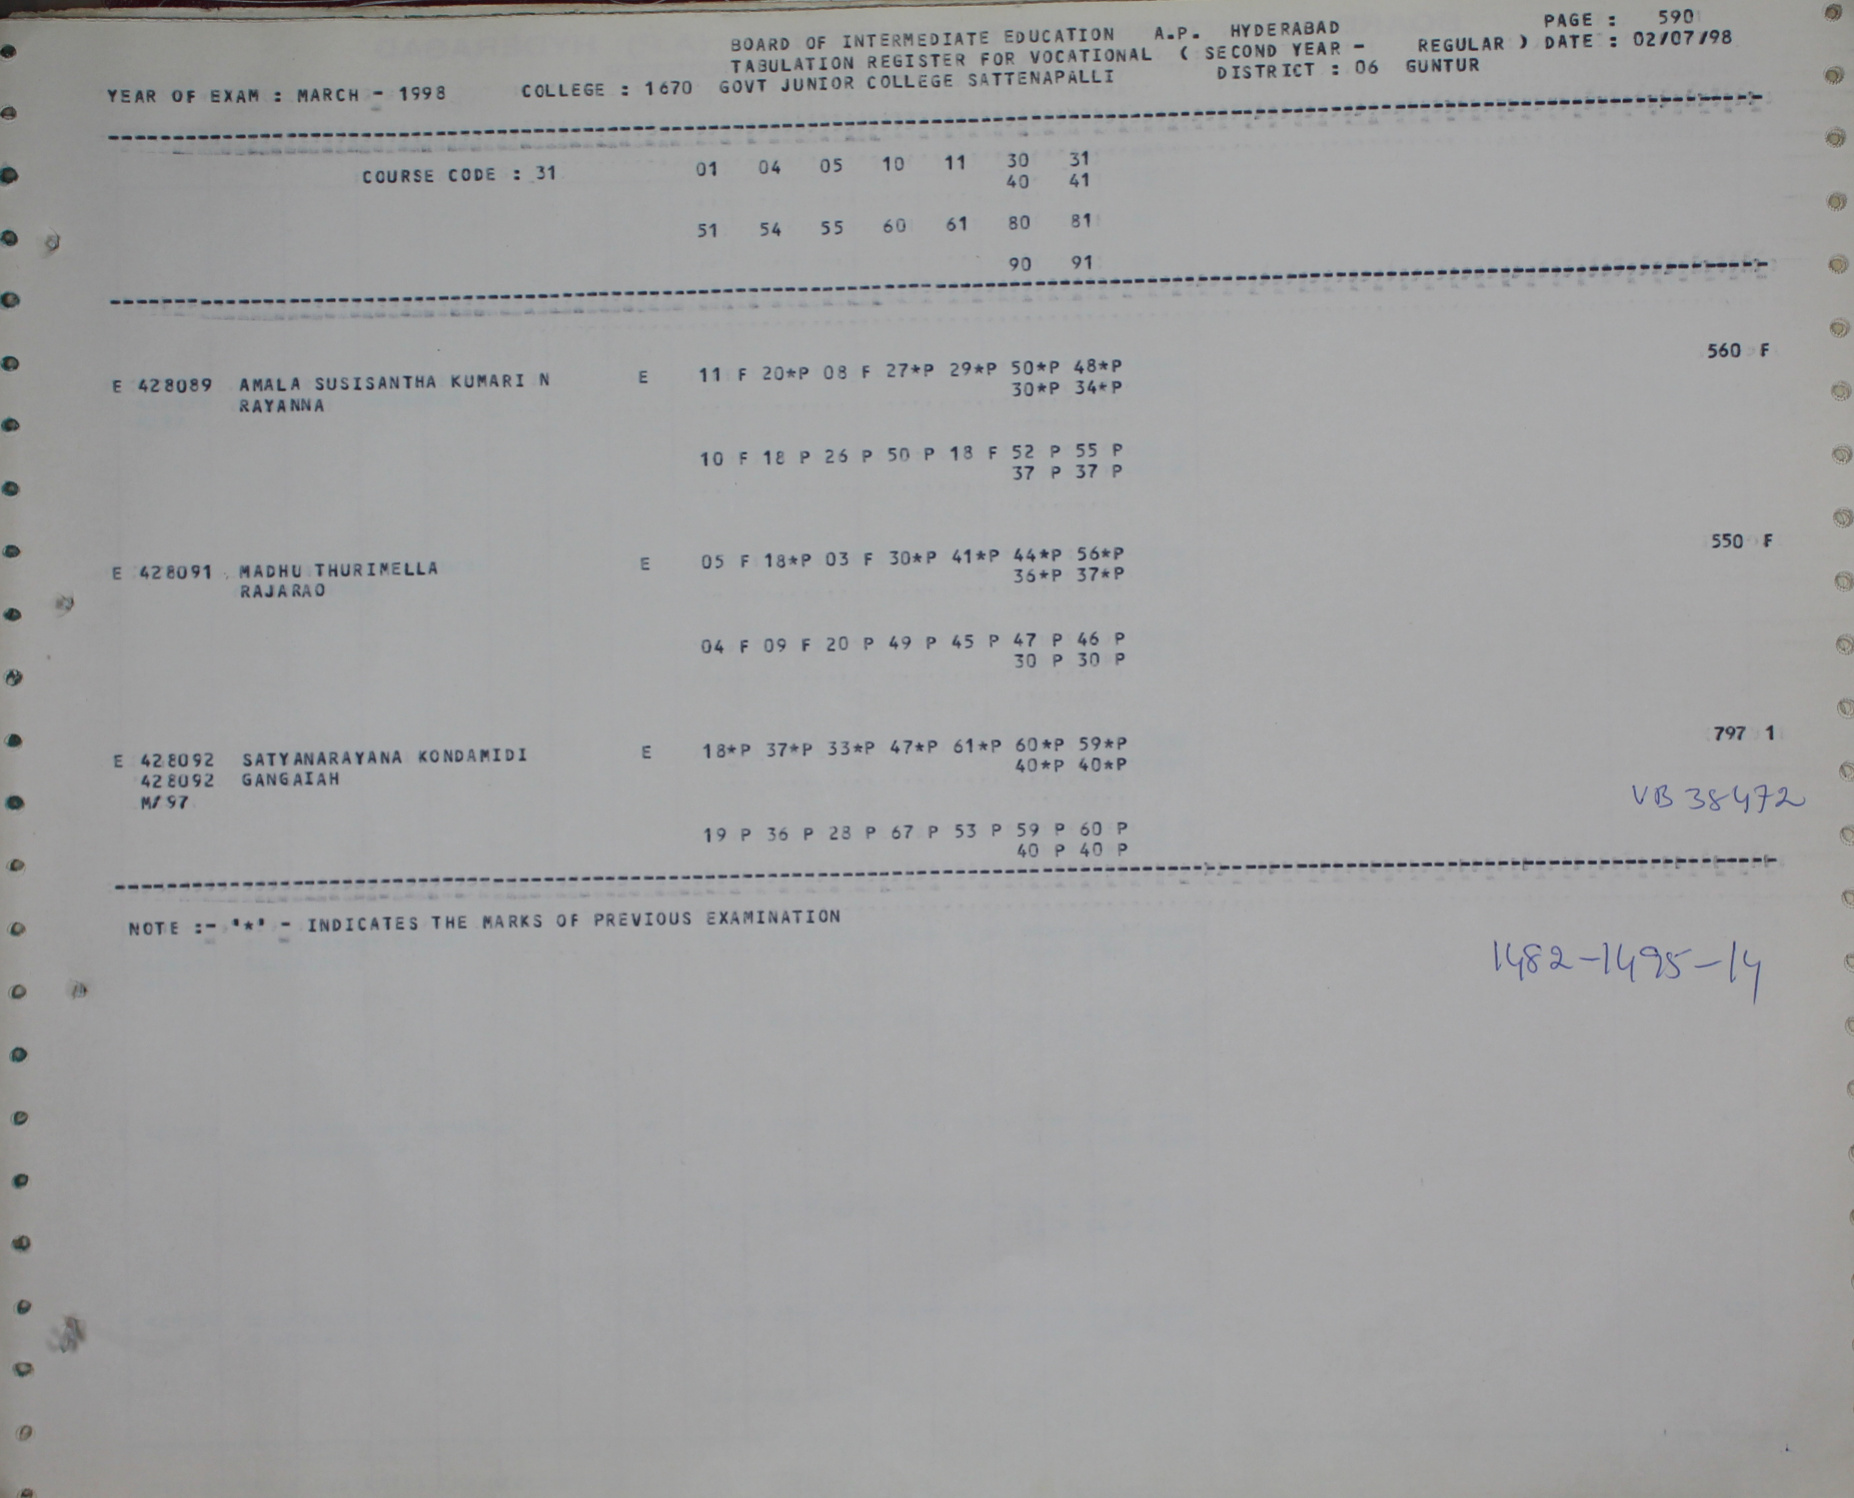 BOARD OF INTERMEDIATE EDUCATION A.P. HYDERABAD PAGE : 590
TABULATION REGISTER FOR VOCATIONAL ( SECOND YEAR - REGULAR ) DATE : 02/07/98
YEAR OF EXAM : MARCH - 1998 COLLEGE : 1670 GOVT JUNIOR COLLEGE SATTENAPALLI DISTRICT : 06 GUNTUR
COURSE CODE : 31 01 04 05 10 11 30 31
40 41
51 54 55 60 61 80 81
90 91
E 428089 AMALA SUSISANTHA KUMARI N E 11 F 20*P 08 F 27*P 29*P 50*P 48*P 560 F
RAYANNA 30*P 34*P
10 F 18 P 26 P 50 P 18 F 52 P 55 P
37 P 37 P
E 428091 MADHU THURIMELLA E 05 F 18*P 03 F 30*P 41*P 44*P 56*P 550 F
RAJARAO 36*P 37*P
04 F 09 F 20 P 49 P 45 P 47 P 46 P
30 P 30 P
E 428092 SATYANARAYANA KONDAMIDI E 18*P 37*P 33*P 47*P 61*P 60*P 59*P 797 1
428092 GANGAIAH 40*P 40*P
M/97 VB 38472
19 P 36 P 28 P 67 P 53 P 59 P 60 P
40 P 40 P
NOTE :- '*' - INDICATES THE MARKS OF PREVIOUS EXAMINATION
1482-1495-14